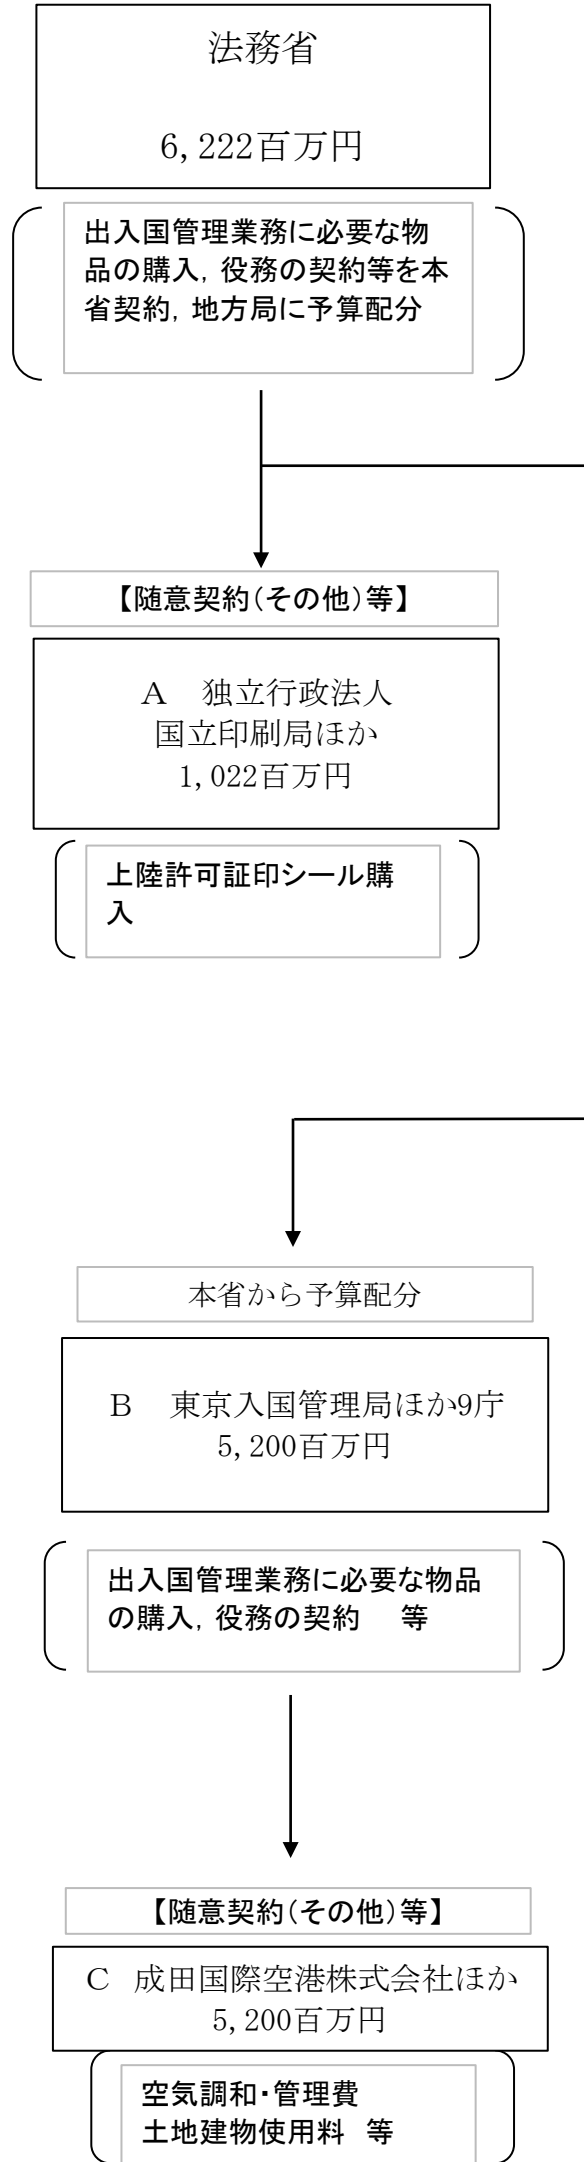 法務省
6,222百万円
出入国管理業務に必要な物
品の購入，役務の契約等を本
省契約，地方局に予算配分
【随意契約（その他）等】
A　独立行政法人
国立印刷局ほか
1,022百万円
上陸許可証印シール購
入
本省から予算配分
B　東京入国管理局ほか9庁
5,200百万円
出入国管理業務に必要な物品
の購入，役務の契約　等
【随意契約（その他）等】
C　成田国際空港株式会社ほか
5,200百万円
空気調和・管理費
土地建物使用料　等